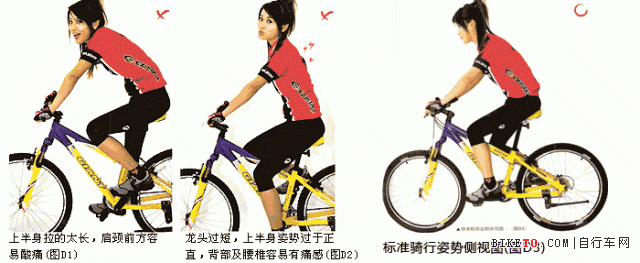 上半身拉的太长，肩颈前方容
易酸痛(图D1)
龙头过短，上半身姿势过于正
直，背部及腰椎容易有痛感(图D2)
标准骑行姿势侧视图(图D3)
BIKETO.COM|自行车网
GIANT